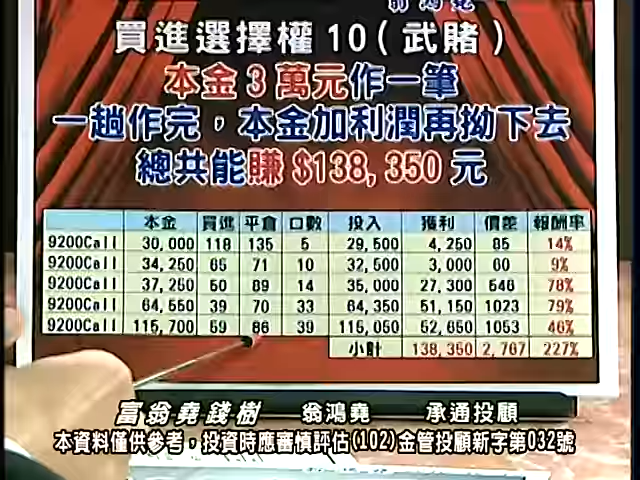 買進選擇權10(武賭)
本金3萬元作一筆
一趟作完，本金加利潤再拗下去
總共能賺$138,350元
本金 買進 平倉 口數 投入 獲利 價差 報酬率
9200Call 30,000 118 135 5 29,500 4,250 85 14%
9200Call 34,250 65 71 10 32,500 3,000 60 9%
9200Call 37,250 50 89 14 35,000 27,300 546 78%
9200Call 64,550 39 70 33 64,350 51,150 1023 79%
9200Call 115,700 59 86 39 115,050 52,650 1053 46%
小計 138,350 2,767 227%
富翁堯錢樹 翁鴻堯 承通投顧
本資料僅供參考，投資時應審慎評估(102)金管投顧新字第032號